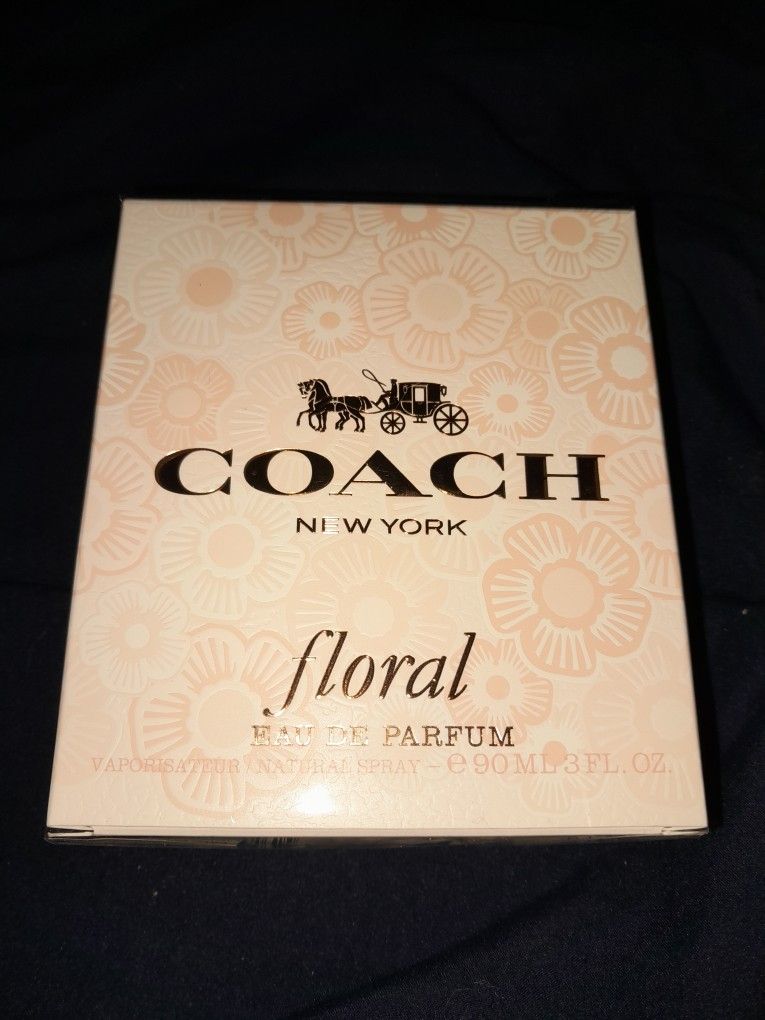 COACH
NEW YORK
floral
EAU DE PARFUM
VAPORISATEUR / NATURAL SPRAY – ℮ 90 ML 3 FL. OZ.